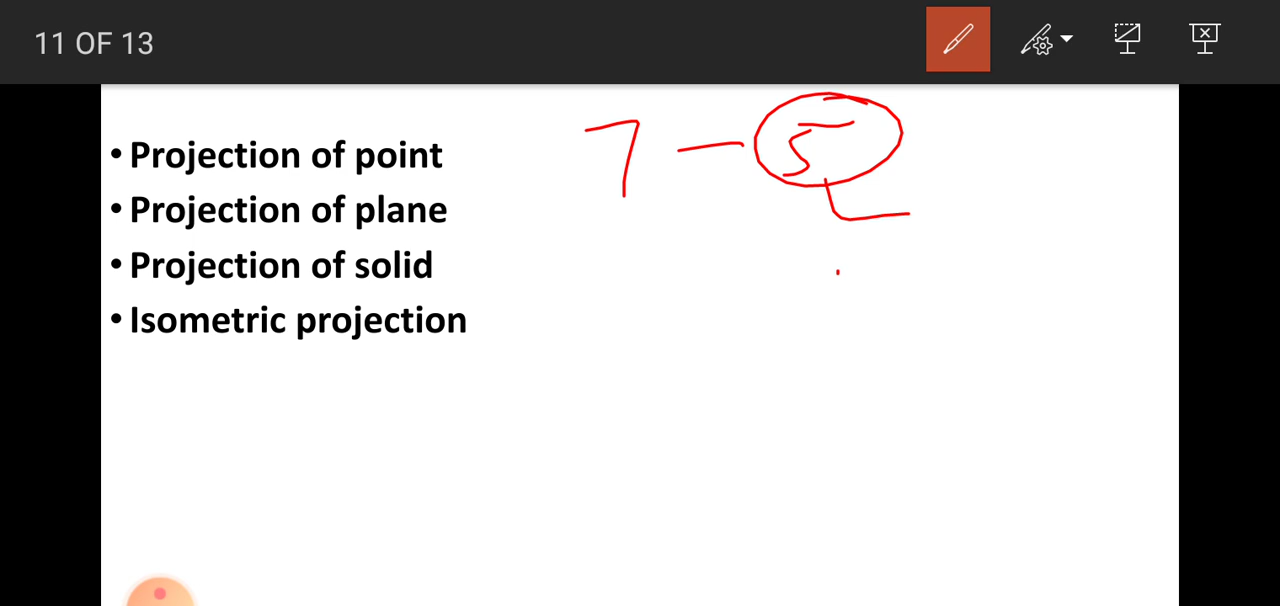 11 OF 13
7 — 5
• Projection of point
• Projection of plane
• Projection of solid
• Isometric projection